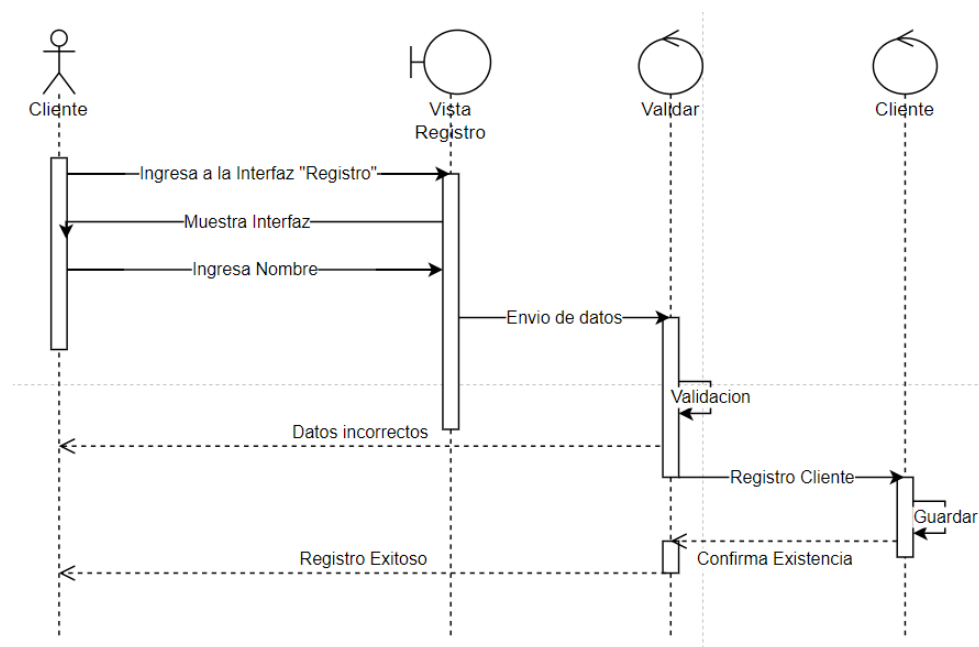 Cliente
Vista
Registro
Validar
Cliente
Ingresa a la Interfaz "Registro"
Muestra Interfaz
Ingresa Nombre
Envio de datos
Validacion
Datos incorrectos
Registro Cliente
Guardar
Confirma Existencia
Registro Exitoso